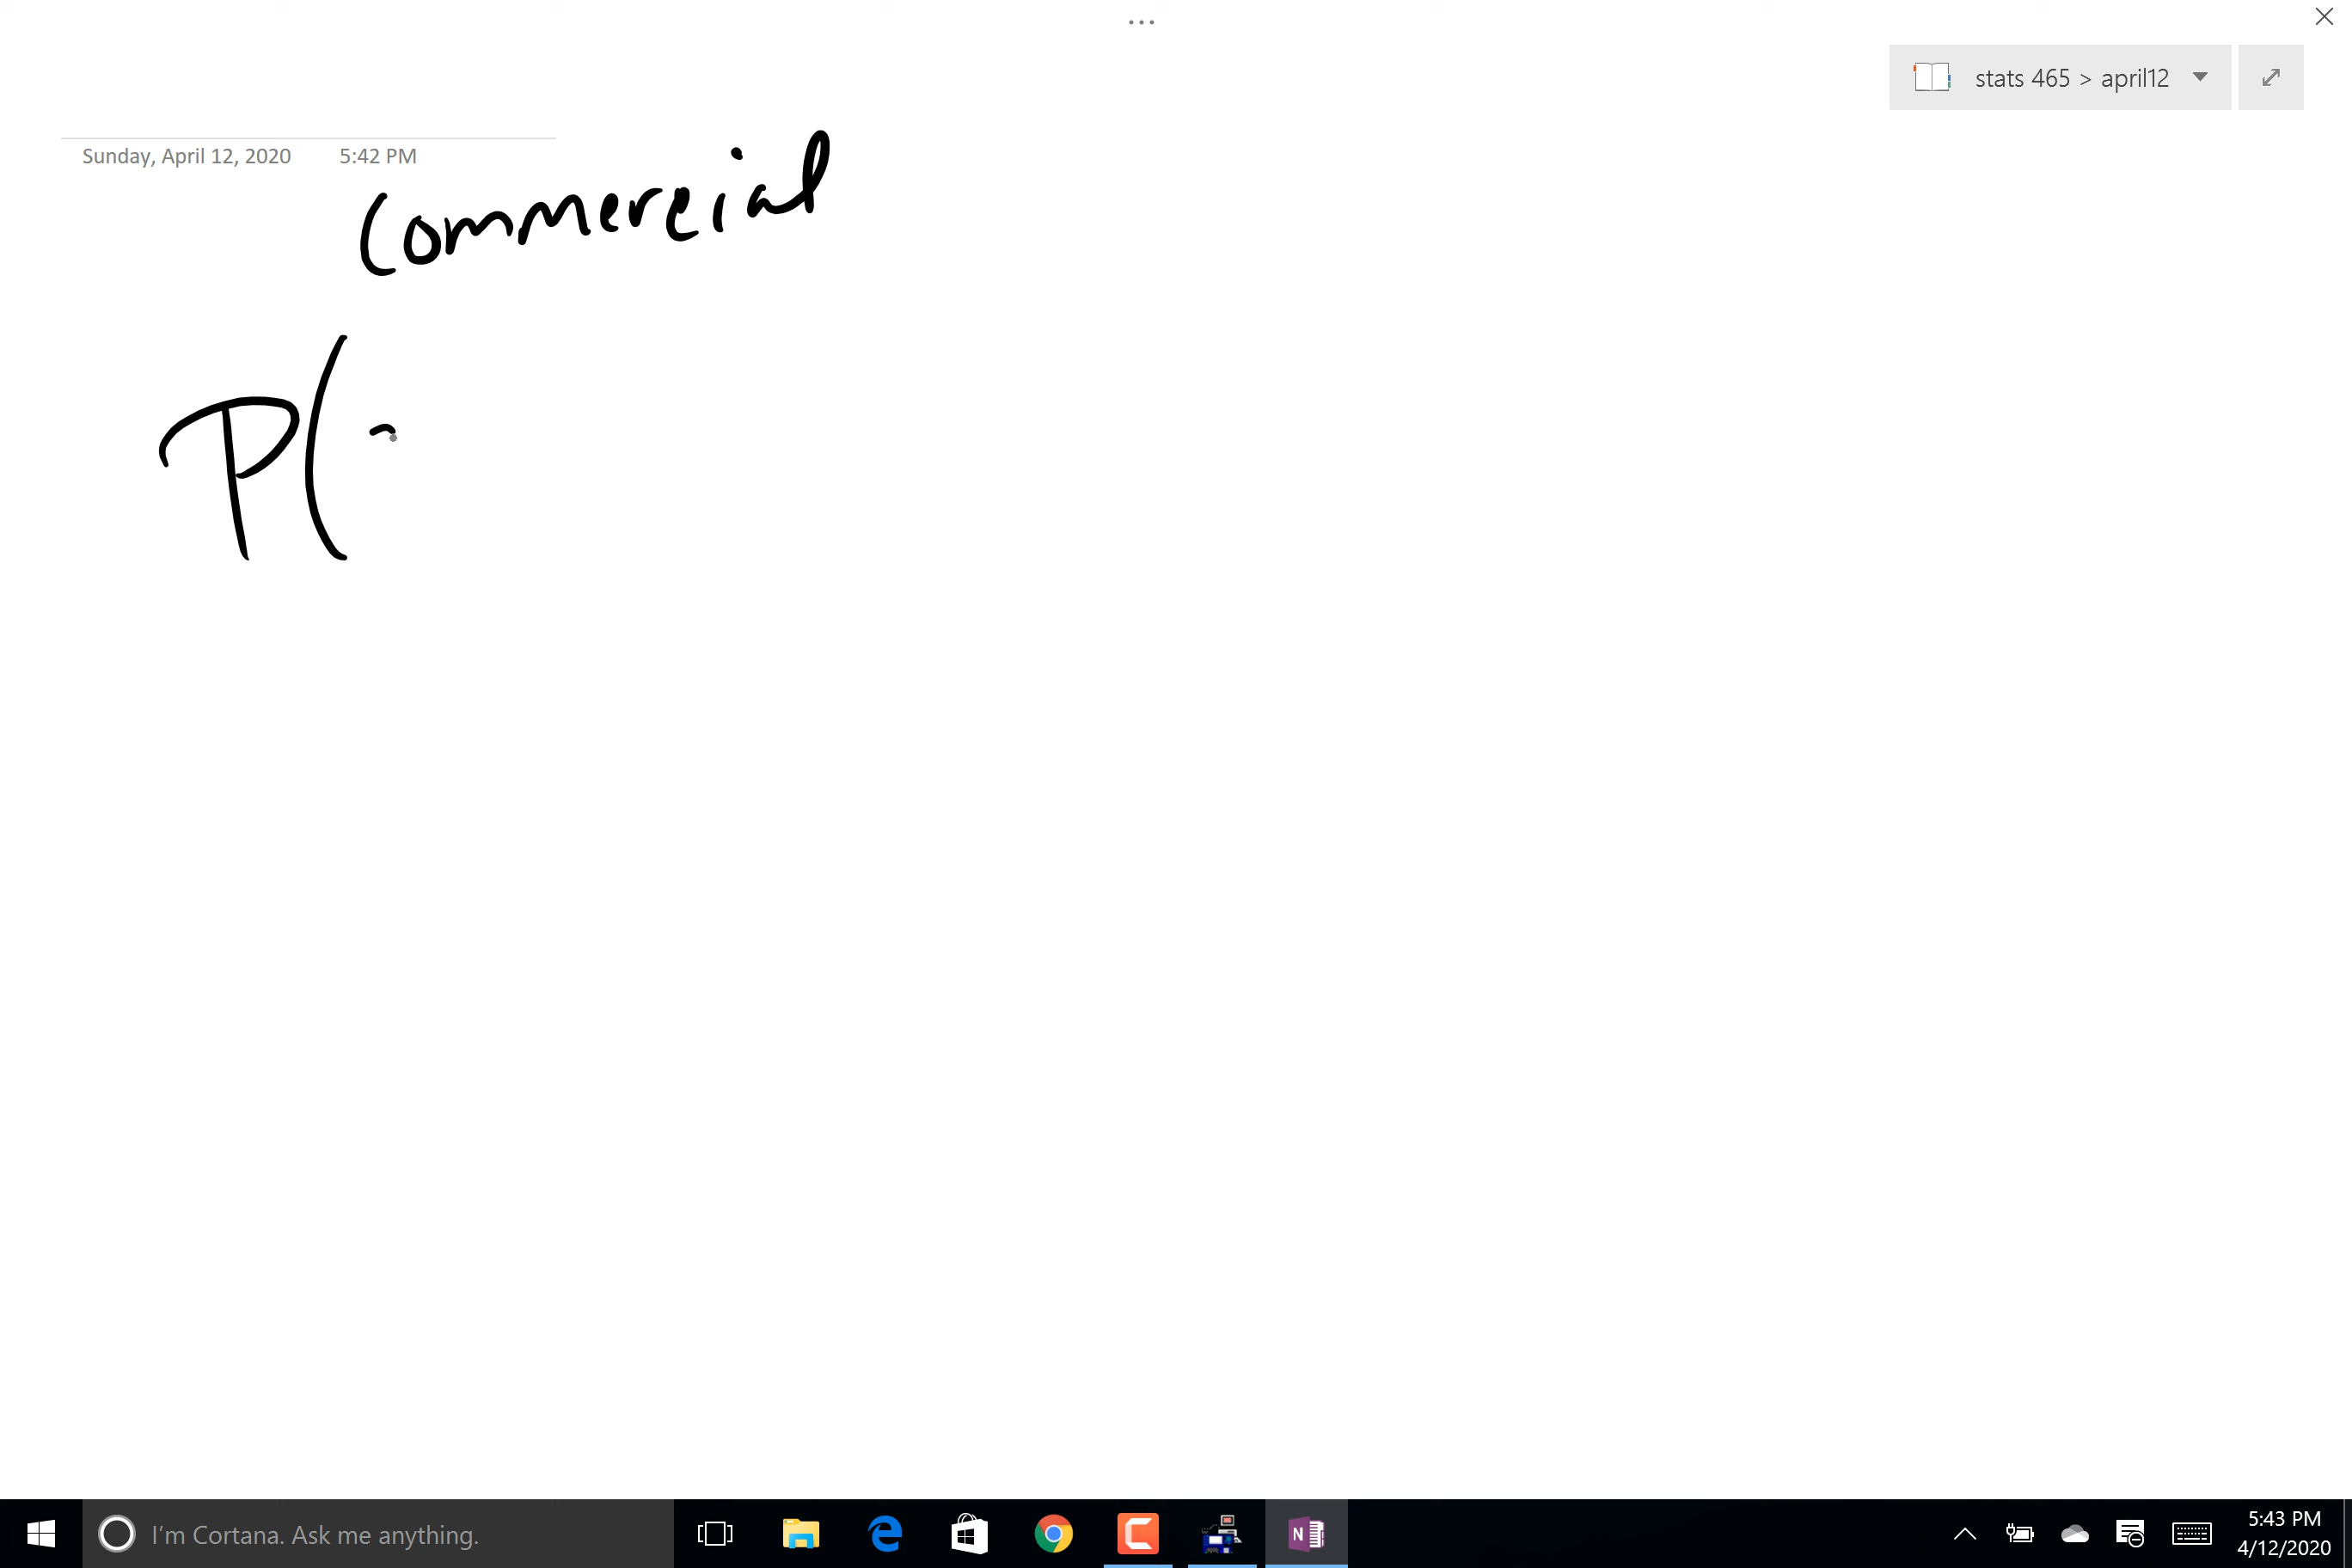 stats 465 > april12
Sunday, April 12, 2020 5:42 PM
Commercial
P(
I'm Cortana. Ask me anything.
5:43 PM
4/12/2020